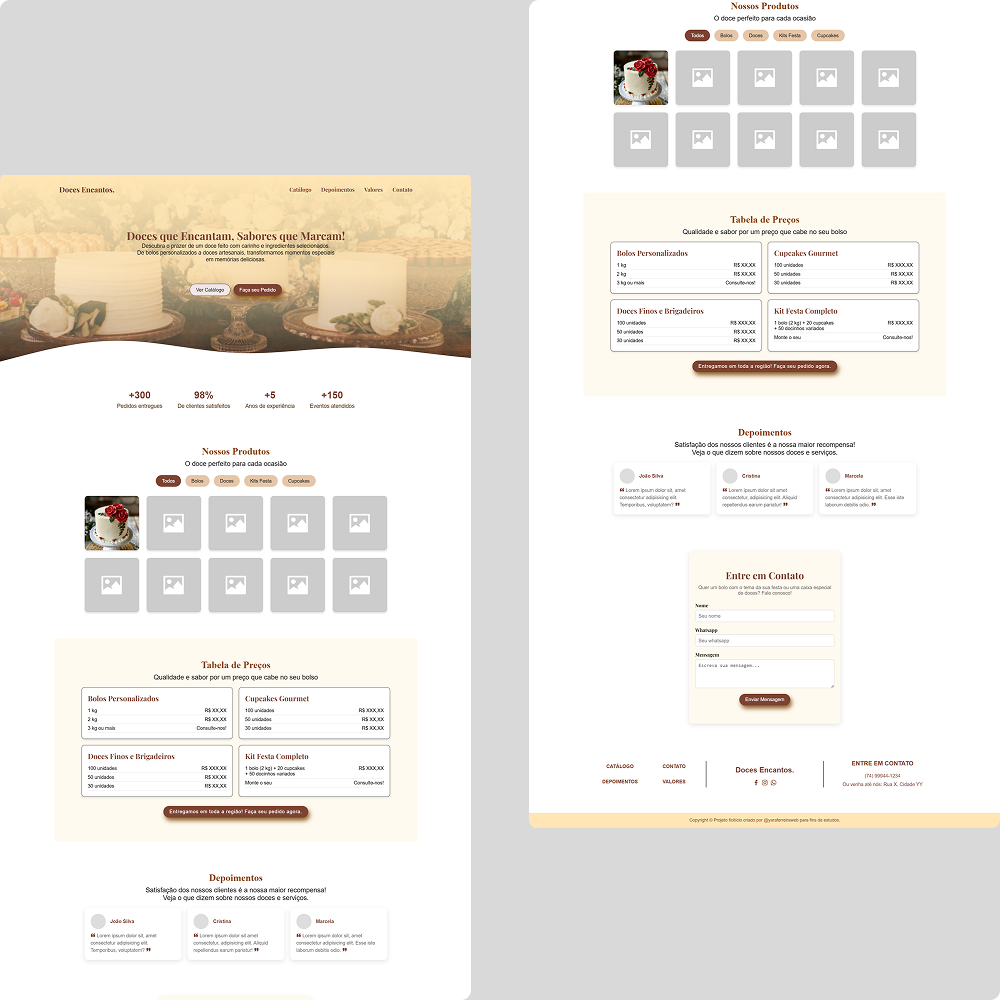 Doces Encantos.
Catálogo Depoimentos Valores Contato
Doces que Encantam, Sabores que Marcam!
Descubra o prazer de um doce feito com carinho e ingredientes selecionados.
De bolos personalizados a doces artesanais, transformamos momentos especiais
em memórias deliciosas.
Ver Catálogo Faça seu Pedido
+300 98% +5 +150
Pedidos entregues De clientes satisfeitos Anos de experiência Eventos atendidos
Nossos Produtos
O doce perfeito para cada ocasião
Todos Bolos Doces Kits Festa Cupcakes
Tabela de Preços
Qualidade e sabor por um preço que cabe no seu bolso
Bolos Personalizados
1 kg R$ XX,XX
2 kg R$ XX,XX
3 kg ou mais Consulte-nos!
Cupcakes Gourmet
100 unidades R$ XXX,XX
50 unidades R$ XX,XX
30 unidades R$ XX,XX
Doces Finos e Brigadeiros
100 unidades R$ XXX,XX
50 unidades R$ XX,XX
30 unidades R$ XX,XX
Kit Festa Completo
1 bolo (2 kg) + 20 cupcakes R$ XXX,XX
+ 50 docinhos variados
Monte o seu Consulte-nos!
Entregamos em toda a região! Faça seu pedido agora.
Depoimentos
Satisfação dos nossos clientes é a nossa maior recompensa!
Veja o que dizem sobre nossos doces e serviços.
João Silva
❝ Lorem ipsum dolor sit, amet
consectetur adipisicing elit.
Temporibus, voluptatem? ❞
Cristina
❝ Lorem ipsum dolor sit, amet
consectetur, adipisicing elit. Aliquid
repellendus earum pariatur! ❞
Marcela
❝ Lorem ipsum dolor sit, amet
consectetur adipisicing elit. Esse iste
laborum debitis odio. ❞
Nossos Produtos
O doce perfeito para cada ocasião
Todos Bolos Doces Kits Festa Cupcakes
Tabela de Preços
Qualidade e sabor por um preço que cabe no seu bolso
Bolos Personalizados
1 kg R$ XX,XX
2 kg R$ XX,XX
3 kg ou mais Consulte-nos!
Cupcakes Gourmet
100 unidades R$ XXX,XX
50 unidades R$ XX,XX
30 unidades R$ XX,XX
Doces Finos e Brigadeiros
100 unidades R$ XXX,XX
50 unidades R$ XX,XX
30 unidades R$ XX,XX
Kit Festa Completo
1 bolo (2 kg) + 20 cupcakes R$ XXX,XX
+ 50 docinhos variados
Monte o seu Consulte-nos!
Entregamos em toda a região! Faça seu pedido agora.
Depoimentos
Satisfação dos nossos clientes é a nossa maior recompensa!
Veja o que dizem sobre nossos doces e serviços.
João Silva
❝ Lorem ipsum dolor sit, amet
consectetur adipisicing elit.
Temporibus, voluptatem? ❞
Cristina
❝ Lorem ipsum dolor sit, amet
consectetur, adipisicing elit. Aliquid
repellendus earum pariatur! ❞
Marcela
❝ Lorem ipsum dolor sit, amet
consectetur adipisicing elit. Esse iste
laborum debitis odio. ❞
Entre em Contato
Quer um bolo com o tema da sua festa ou uma caixa especial
de doces? Fale conosco!
Nome
Seu nome
Whatsapp
Seu whatsapp
Mensagem
Escreva sua mensagem...
Enviar Mensagem
CATÁLOGO CONTATO
DEPOIMENTOS VALORES
Doces Encantos.
ENTRE EM CONTATO
(74) 99944-1234
Ou venha até nós: Rua X, Cidade YY
Copyright © Projeto fictício criado por @yaraferreiraweb para fins de estudos.